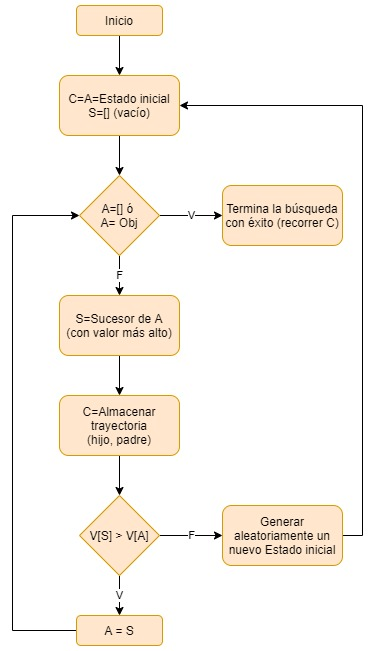 Inicio
C=A=Estado inicial
S=[] (vacío)
A=[] ó
A= Obj
V
Termina la búsqueda
con éxito (recorrer C)
F
S=Sucesor de A
(con valor más alto)
C=Almacenar
trayectoria
(hijo, padre)
V[S] > V[A]
F
Generar
aleatoriamente un
nuevo Estado inicial
V
A = S